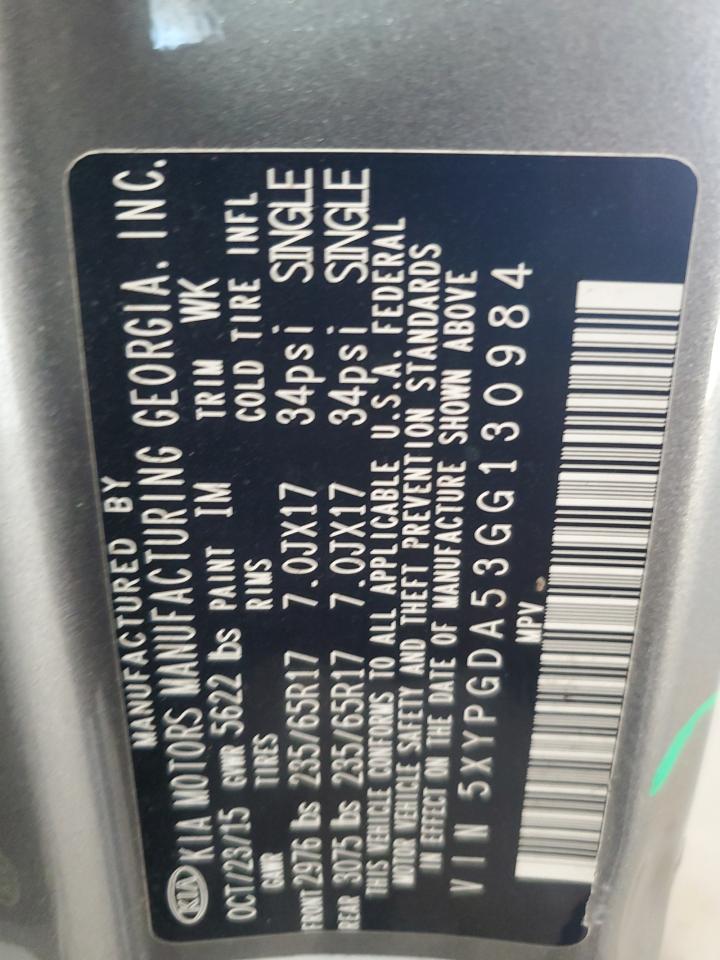 MANUFACTURED BY
KIA KIA MOTORS MANUFACTURING GEORGIA. INC.
OCT/23/15 GVWR 5622 lbs PAINT IM TRIM WK
GAWR TIRES RIMS COLD TIRE INFL
FRONT 2976 lbs 235/65R17 7.0JX17 34psi SINGLE
REAR 3075 lbs 235/65R17 7.0JX17 34psi SINGLE
THIS VEHICLE CONFORMS TO ALL APPLICABLE U.S.A. FEDERAL
MOTOR VEHICLE SAFETY AND THEFT PREVENTION STANDARDS
IN EFFECT ON THE DATE OF MANUFACTURE SHOWN ABOVE
VIN 5XYPGDA53GG130984
MPV